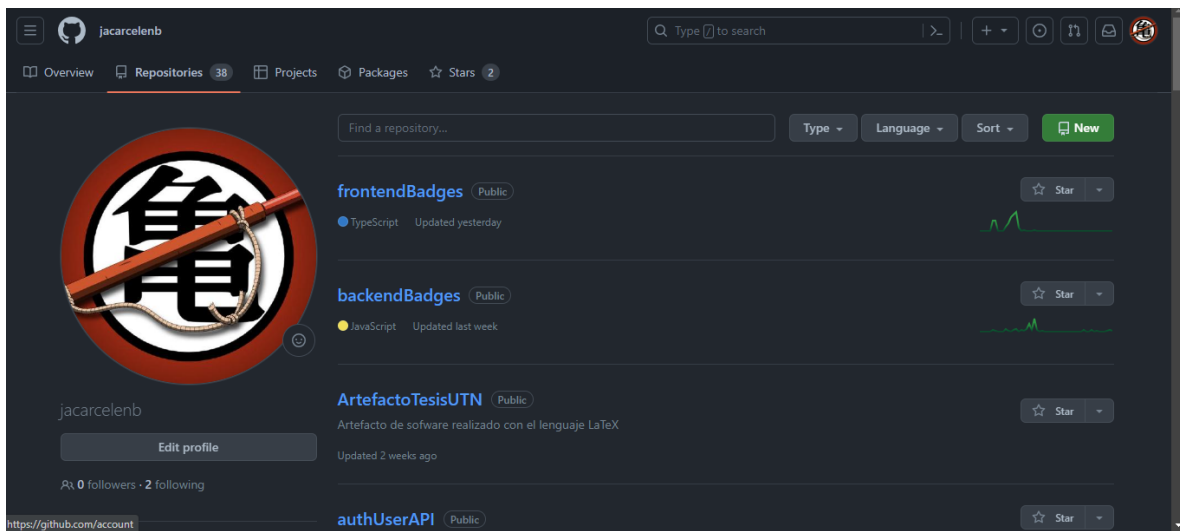 jacarcelenb
Type / to search
Overview Repositories 38 Projects Packages Stars 2
Find a repository...
Type Language Sort New
亀
frontendBadges Public
Star
TypeScript Updated yesterday
backendBadges Public
Star
JavaScript Updated last week
ArtefactoTesisUTN Public
Star
Artefacto de sofware realizado con el lenguaje LaTeX
Updated 2 weeks ago
authUserAPI Public
Star
jacarcelenb
Edit profile
0 followers · 2 following
https://github.com/account